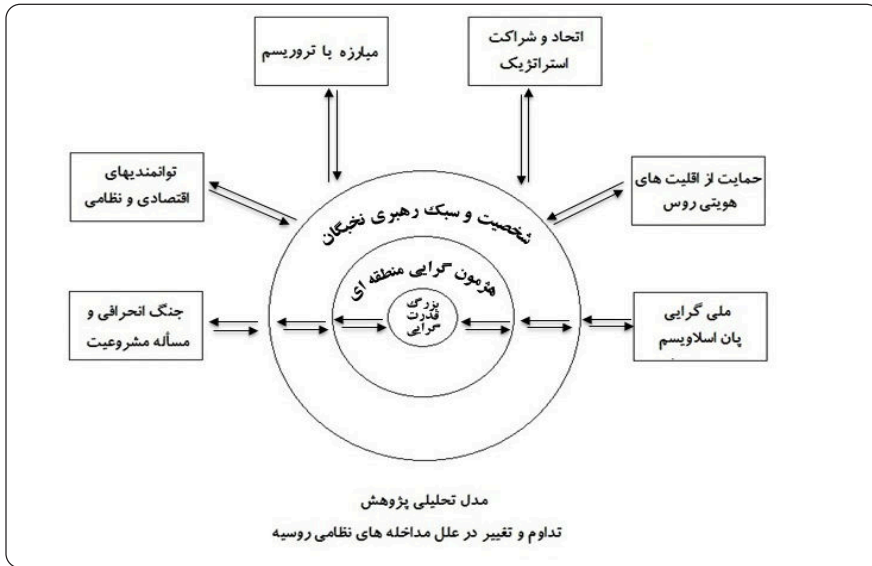 اتحاد و شراکت
استراتژیک
مبارزه با تروریسم
حمایت از اقلیت های
هویتی روس
توانمندیهای
اقتصادی و نظامی
شخصیت و سبک رهبری نخبگان
هژمون گرایی منطقه ای
بزرگ
قدرت
گرایی
ملی گرایی
پان اسلاویسم
جنگ انحرافی و
مسأله مشروعیت
مدل تحلیلی پژوهش
تداوم و تغییر در علل مداخله های نظامی روسیه